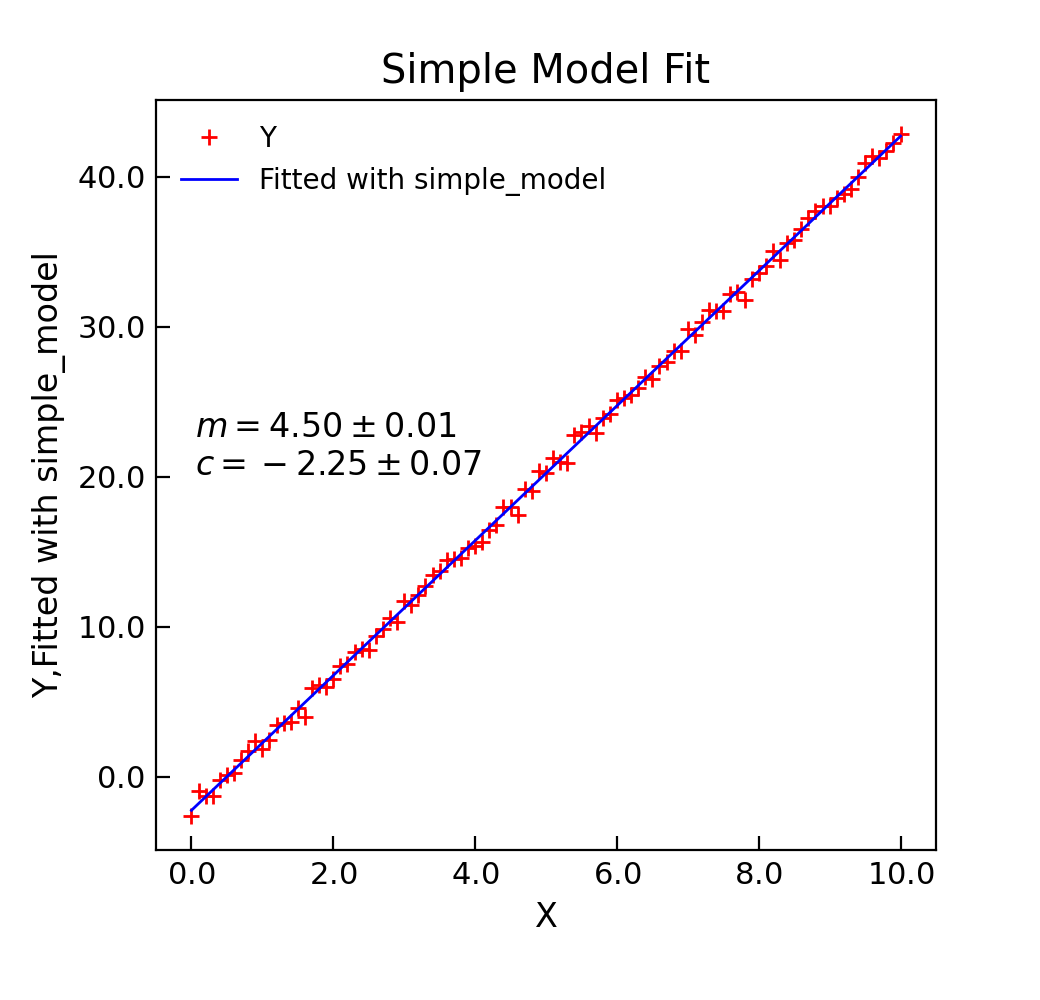 Simple Model Fit
Y
Fitted with simple_model
40.0
30.0
20.0
10.0
0.0
Y,Fitted with simple_model
m = 4.50 ± 0.01
c = − 2.25 ± 0.07
0.0 2.0 4.0 6.0 8.0 10.0
X